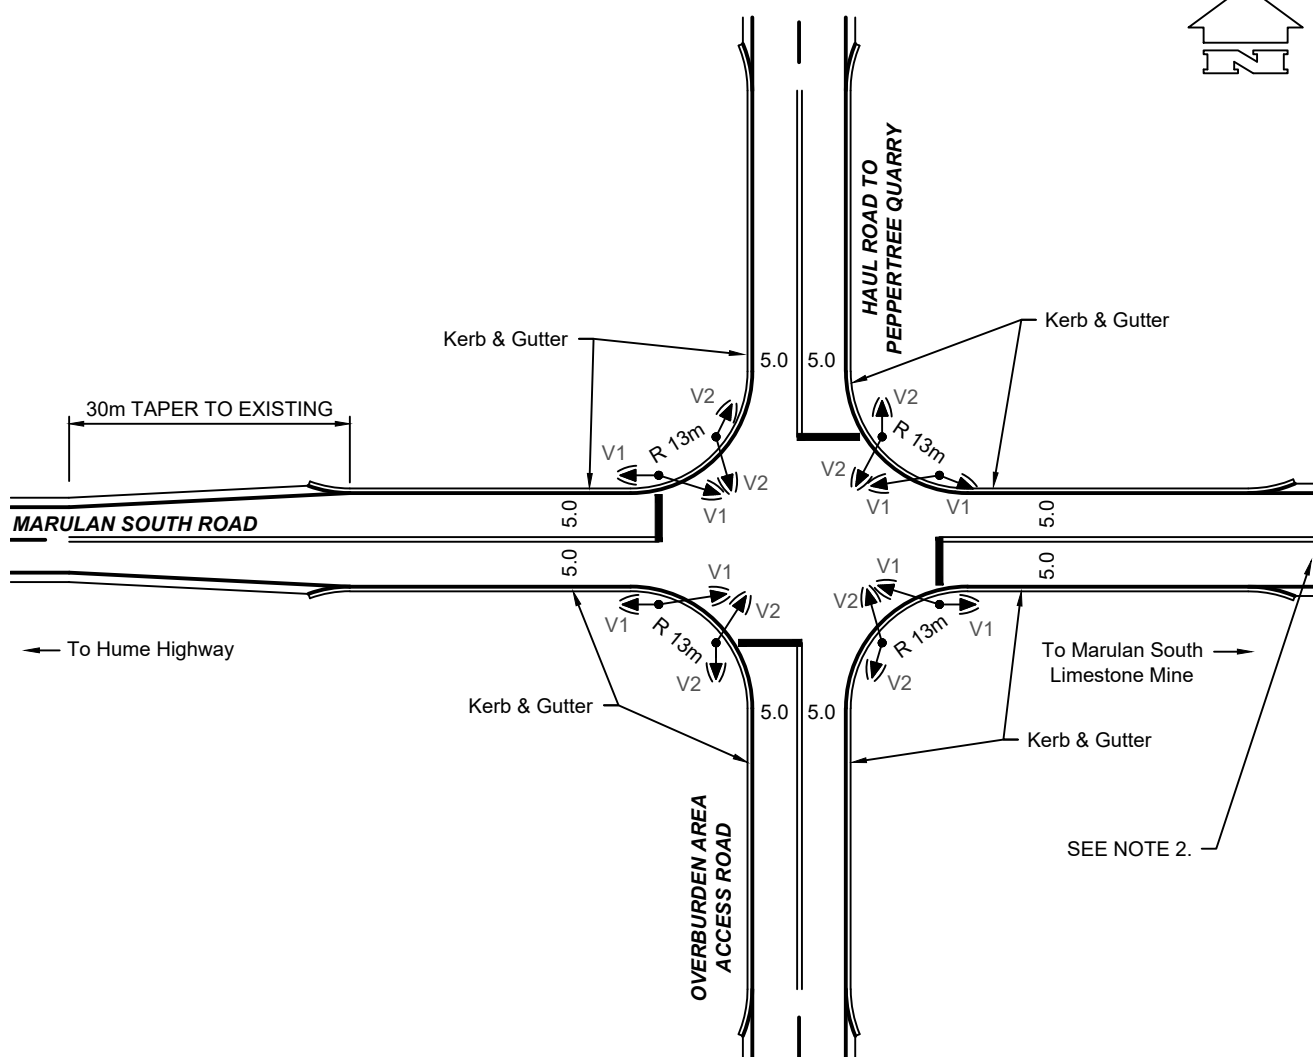 N
HAUL ROAD TO
PEPPERTREE QUARRY
Kerb & Gutter
Kerb & Gutter
5.0
5.0
30m TAPER TO EXISTING
V2
V2
R 13m
R 13m
V1
V2
V2
V1
V1
V1
MARULAN SOUTH ROAD
5.0
5.0
5.0
5.0
V1
V1
V2
V2
V1
R 13m
R 13m
V1
To Hume Highway
To Marulan South
Limestone Mine
V2
V2
Kerb & Gutter
5.0
5.0
Kerb & Gutter
OVERBURDEN AREA
ACCESS ROAD
SEE NOTE 2.